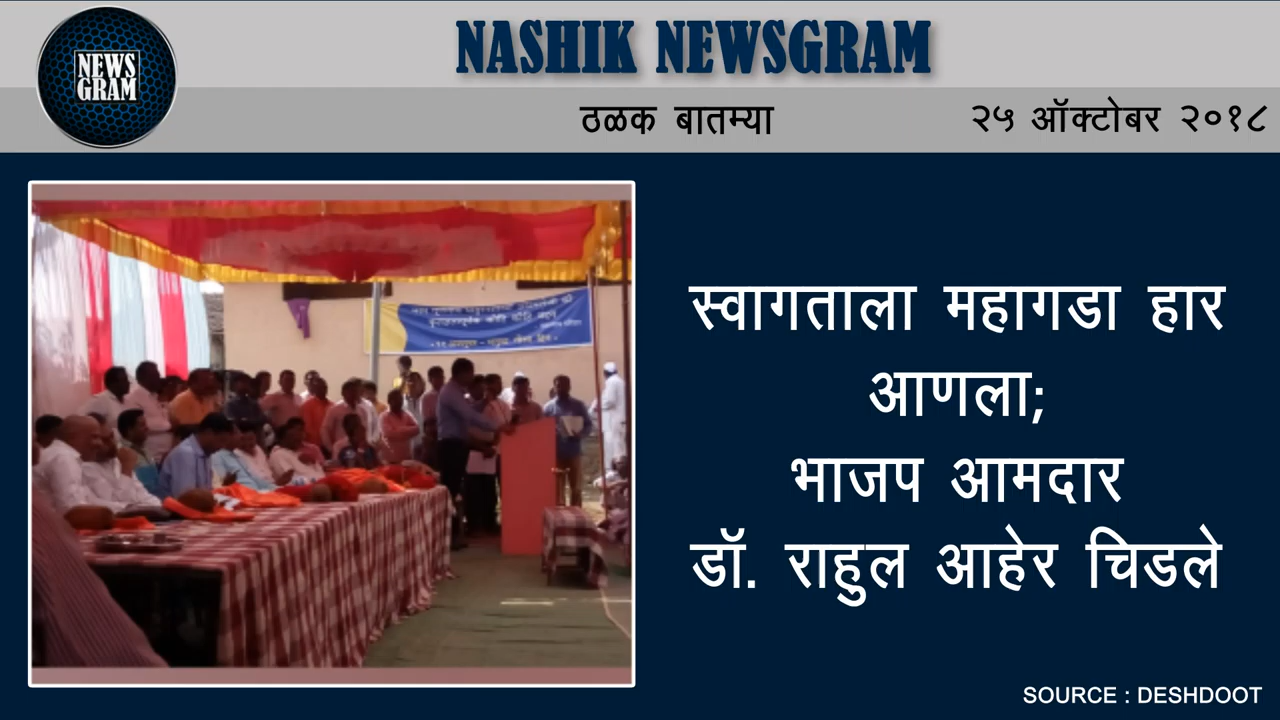 NEWS
GRAM
NASHIK NEWSGRAM
ठळक बातम्या
२५ ऑक्टोबर २०१८
स्वागताला महागडा हार
आणला;
भाजप आमदार
डॉ. राहुल आहेर चिडले
SOURCE : DESHDOOT